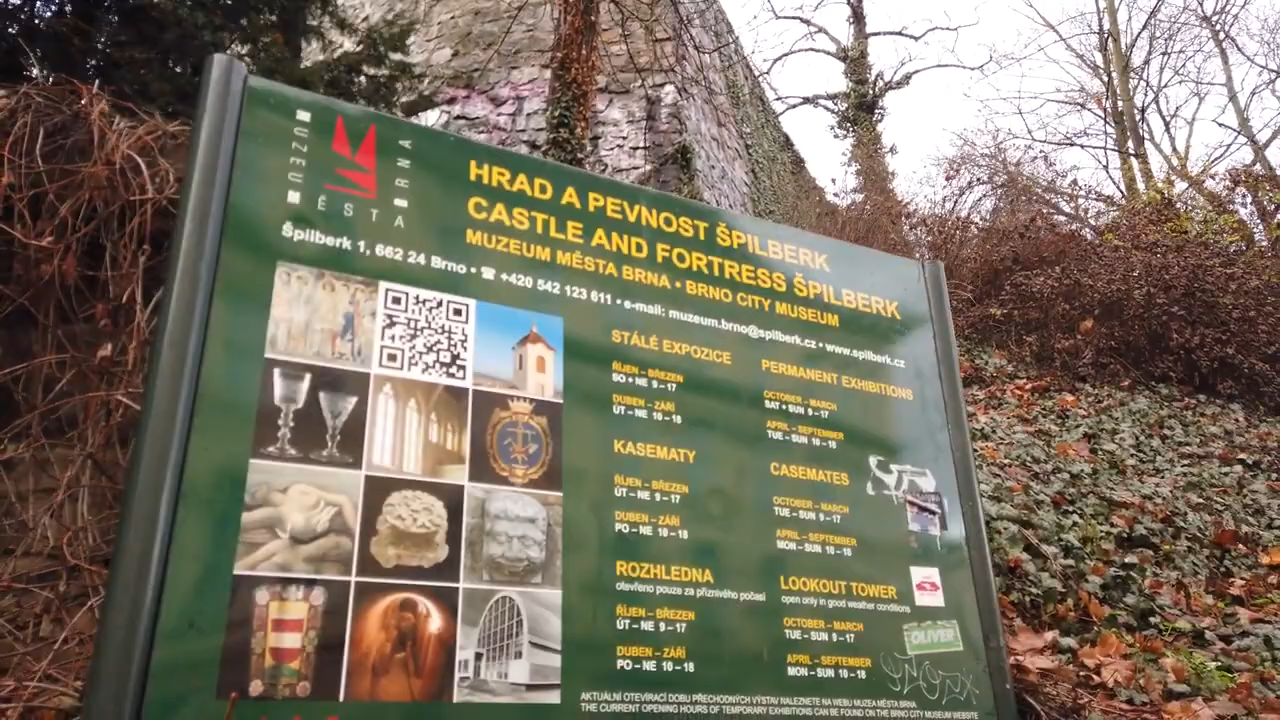 MUZEUM
MĚSTA
BRNA
HRAD A PEVNOST ŠPILBERK
CASTLE AND FORTRESS ŠPILBERK
MUZEUM MĚSTA BRNA • BRNO CITY MUSEUM
Špilberk 1, 662 24 Brno • ☎ +420 542 123 611 • e-mail: muzeum.brno@spilberk.cz • www.spilberk.cz
STÁLÉ EXPOZICE
ŘÍJEN – BŘEZEN
SO + NE 9 – 17
DUBEN – ZÁŘÍ
ÚT – NE 10 – 18
PERMANENT EXHIBITIONS
OCTOBER – MARCH
SAT + SUN 9 – 17
APRIL – SEPTEMBER
TUE – SUN 10 – 18
KASEMATY
ŘÍJEN – BŘEZEN
ÚT – NE 9 – 17
DUBEN – ZÁŘÍ
PO – NE 10 – 18
CASEMATES
OCTOBER – MARCH
TUE – SUN 9 – 17
APRIL – SEPTEMBER
MON – SUN 10 – 18
ROZHLEDNA
otevřeno pouze za příznivého počasí
ŘÍJEN – BŘEZEN
ÚT – NE 9 – 17
DUBEN – ZÁŘÍ
PO – NE 10 – 18
LOOKOUT TOWER
open only in good weather conditions
OCTOBER – MARCH
TUE – SUN 9 – 17
APRIL – SEPTEMBER
MON – SUN 10 – 18
OLIVER
AKTUÁLNÍ OTEVÍRACÍ DOBU PŘECHODNÝCH VÝSTAV NALEZNETE NA WEBU MUZEA MĚSTA BRNA
THE CURRENT OPENING HOURS OF TEMPORARY EXHIBITIONS CAN BE FOUND ON THE BRNO CITY MUSEUM WEBSITE